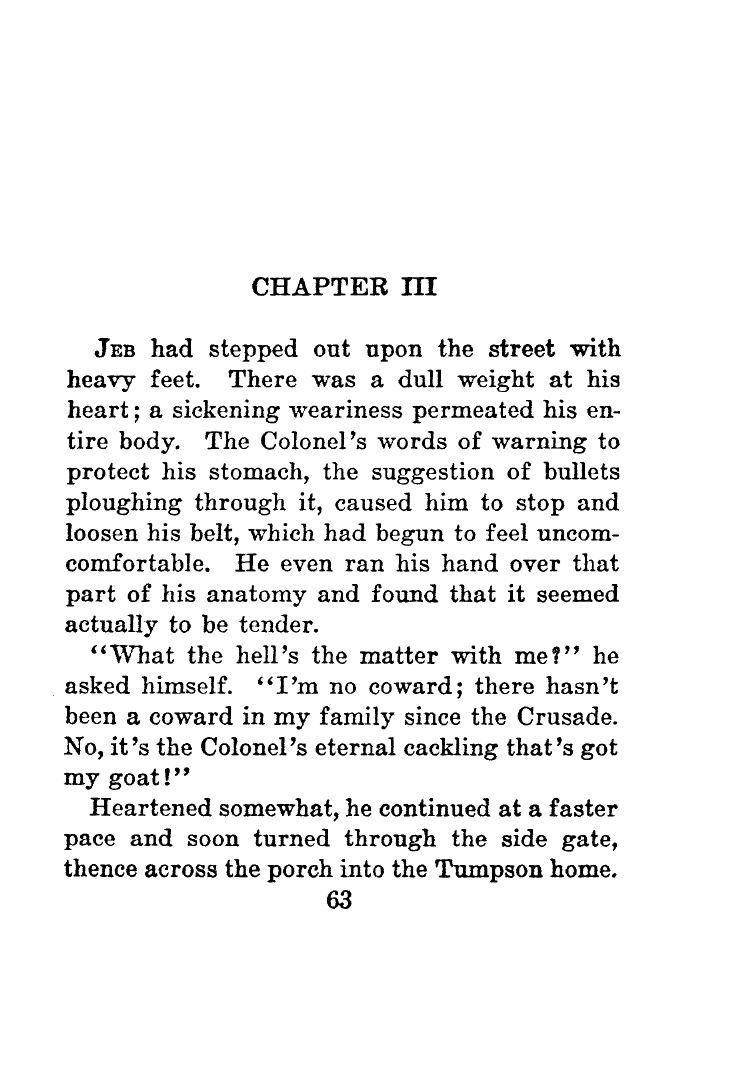 CHAPTER III
JEB had stepped out upon the street with
heavy feet. There was a dull weight at his
heart; a sickening weariness permeated his en-
tire body. The Colonel's words of warning to
protect his stomach, the suggestion of bullets
ploughing through it, caused him to stop and
loosen his belt, which had begun to feel uncom-
comfortable. He even ran his hand over that
part of his anatomy and found that it seemed
actually to be tender.
“What the hell's the matter with me?” he
asked himself. “I'm no coward; there hasn't
been a coward in my family since the Crusade.
No, it's the Colonel's eternal cackling that's got
my goat!”
Heartened somewhat, he continued at a faster
pace and soon turned through the side gate,
thence across the porch into the Tumpson home.
63